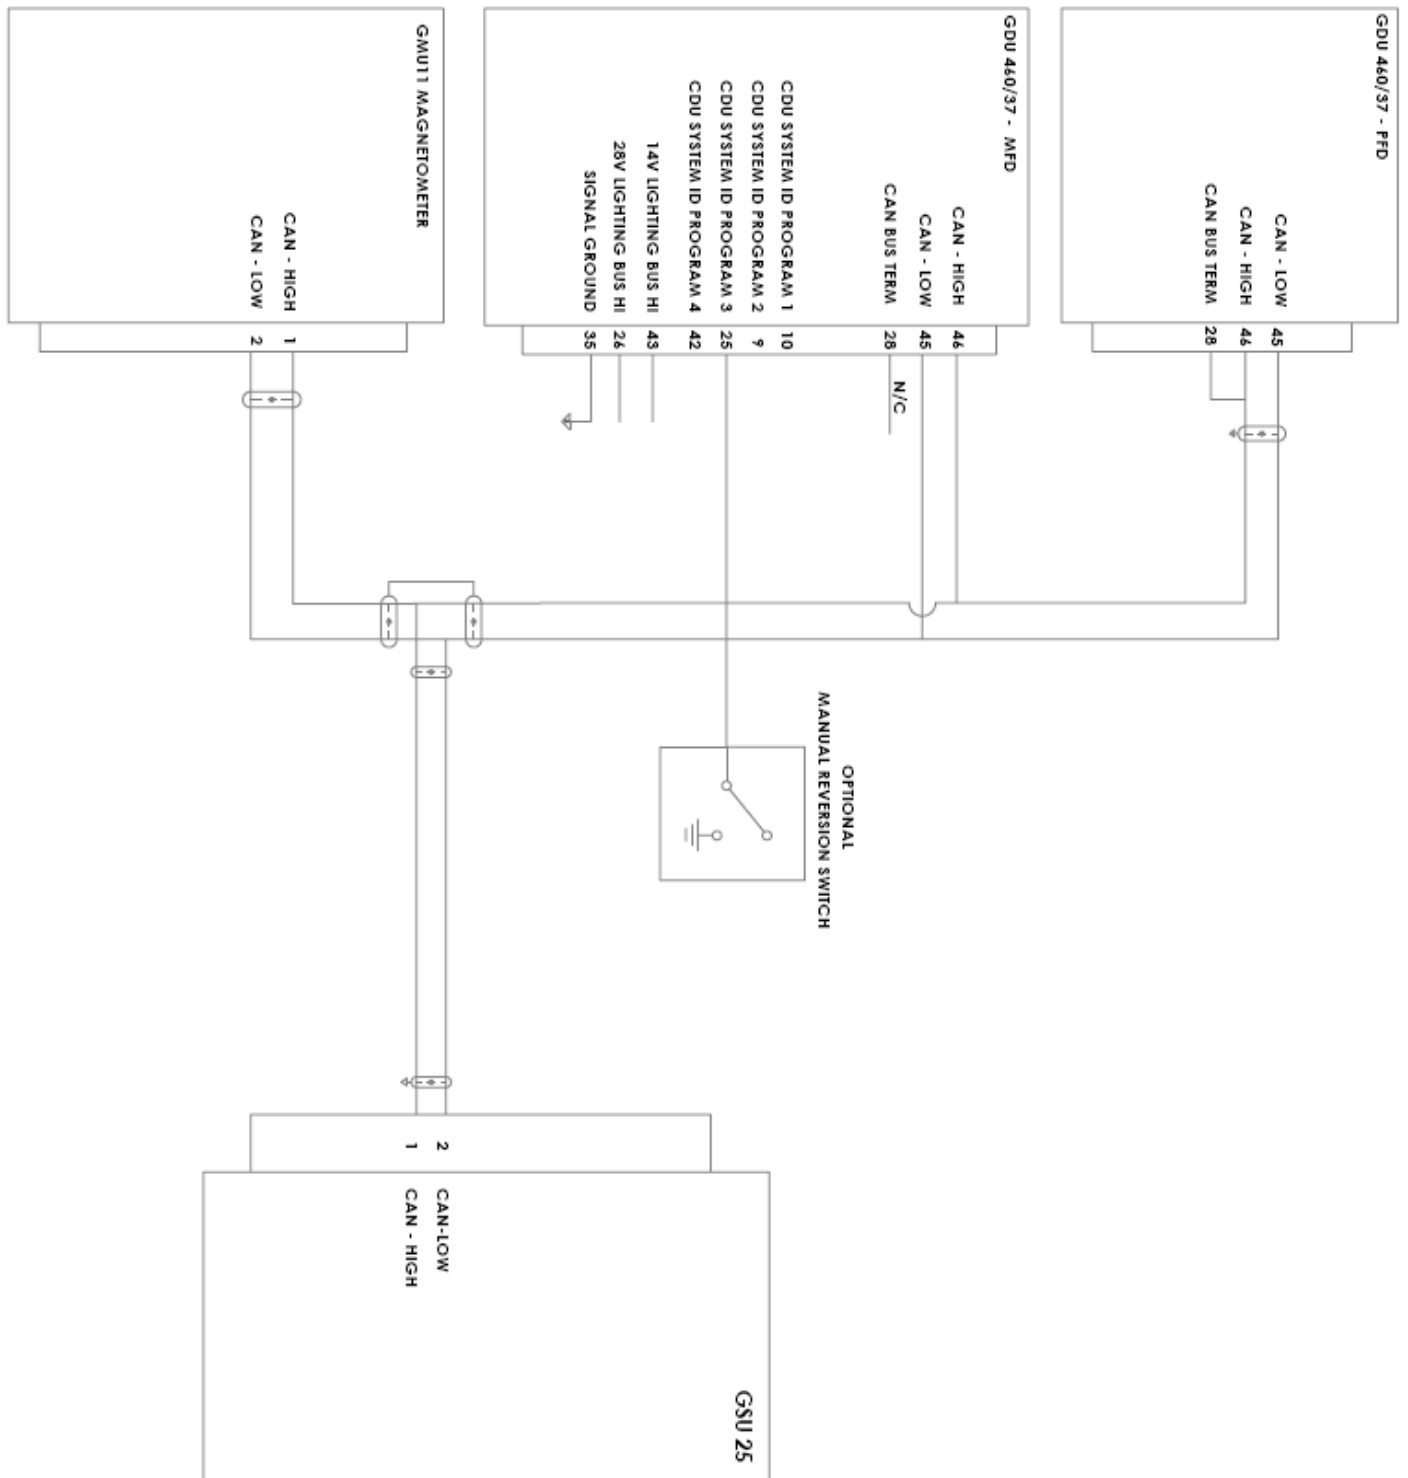 GDU 460/37 - PFD
CAN - LOW 45
CAN - HIGH 46
CAN BUS TERM 28
GDU 460/37 - MFD
CAN - HIGH 46
CAN - LOW 45
CAN BUS TERM 28
N/C
CDU SYSTEM ID PROGRAM 1 10
CDU SYSTEM ID PROGRAM 2 9
CDU SYSTEM ID PROGRAM 3 25
CDU SYSTEM ID PROGRAM 4 42
14V LIGHTING BUS HI 43
28V LIGHTING BUS HI 26
SIGNAL GROUND 35
OPTIONAL
MANUAL REVERSION SWITCH
GMU11 MAGNETOMETER
CAN - HIGH 1
CAN - LOW 2
GSU 25
2 CAN-LOW
1 CAN - HIGH